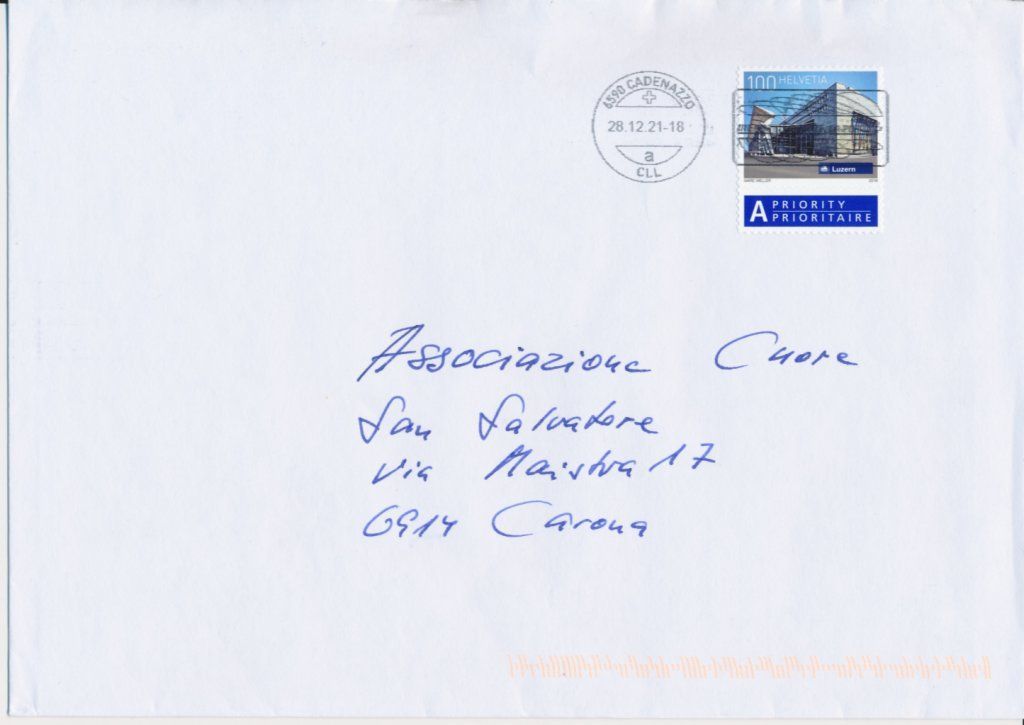 6590 CADENAZZO
28.12.21-18
a
CLL
100 HELVETIA
Luzern
A PRIORITY
PRIORITAIRE
Associazione Cuore
San Salvatore
via Maistra 17
6914 Carona